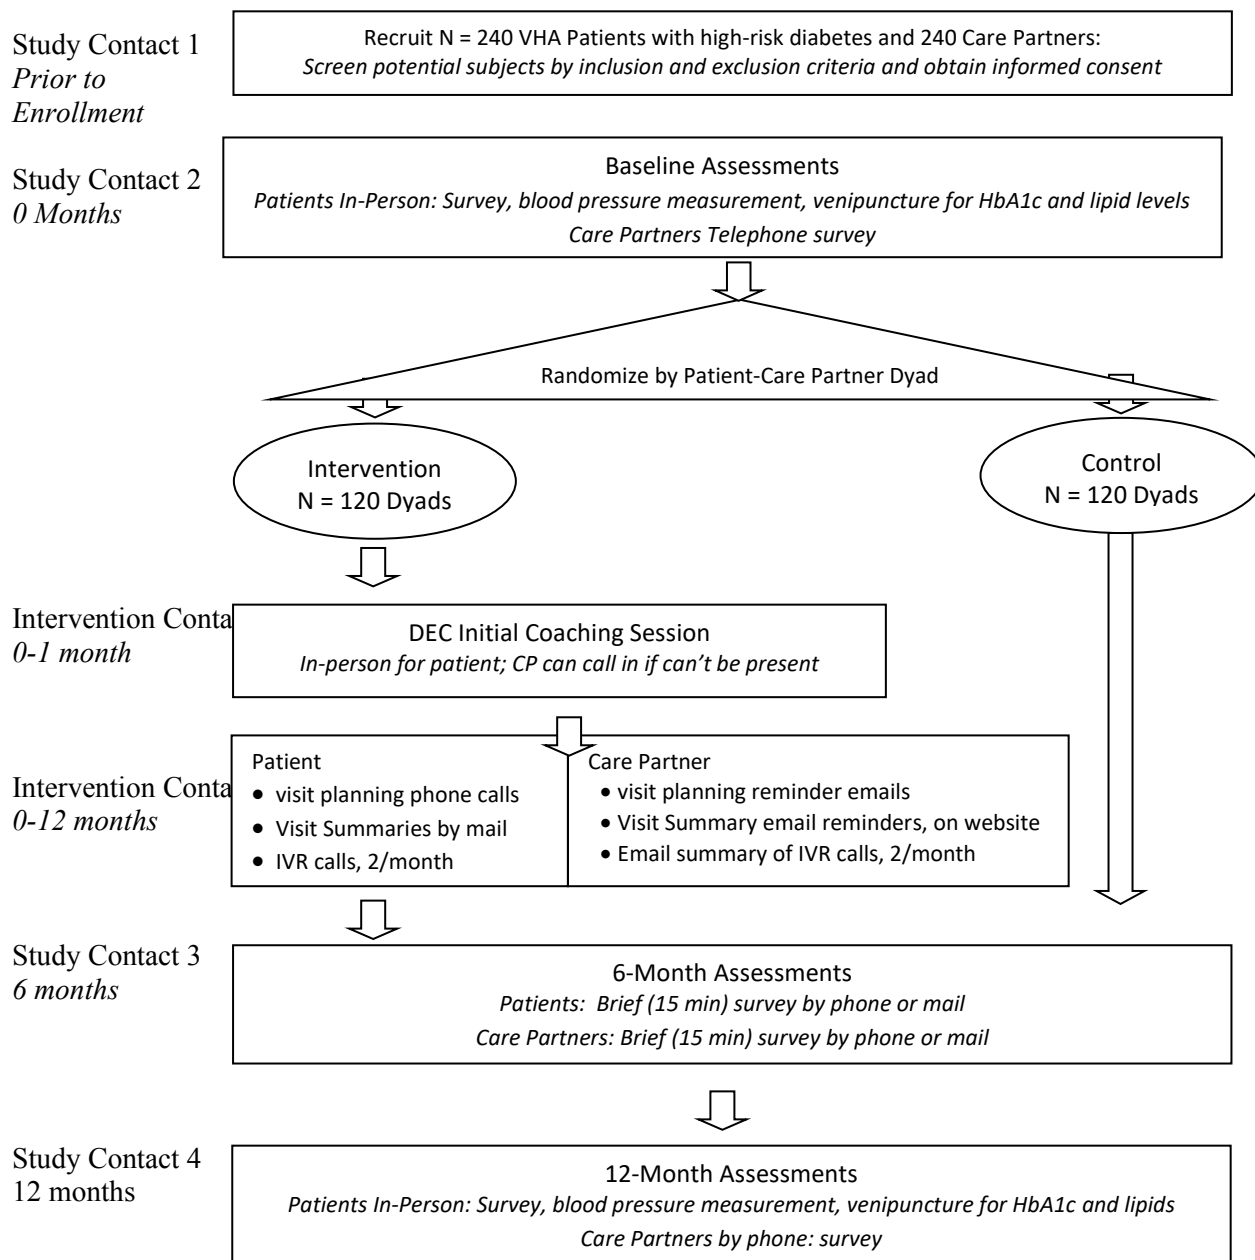 Study Contact 1
Prior to
Enrollment
Recruit N = 240 VHA Patients with high-risk diabetes and 240 Care Partners:
Screen potential subjects by inclusion and exclusion criteria and obtain informed consent
Study Contact 2
0 Months
Baseline Assessments
Patients In-Person: Survey, blood pressure measurement, venipuncture for HbA1c and lipid levels
Care Partners Telephone survey
Randomize by Patient-Care Partner Dyad
Intervention
N = 120 Dyads
Control
N = 120 Dyads
Intervention Conta
0-1 month
DEC Initial Coaching Session
In-person for patient; CP can call in if can’t be present
Intervention Conta
0-12 months
Patient
• visit planning phone calls
• Visit Summaries by mail
• IVR calls, 2/month
Care Partner
• visit planning reminder emails
• Visit Summary email reminders, on website
• Email summary of IVR calls, 2/month
Study Contact 3
6 months
6-Month Assessments
Patients: Brief (15 min) survey by phone or mail
Care Partners: Brief (15 min) survey by phone or mail
Study Contact 4
12 months
12-Month Assessments
Patients In-Person: Survey, blood pressure measurement, venipuncture for HbA1c and lipids
Care Partners by phone: survey